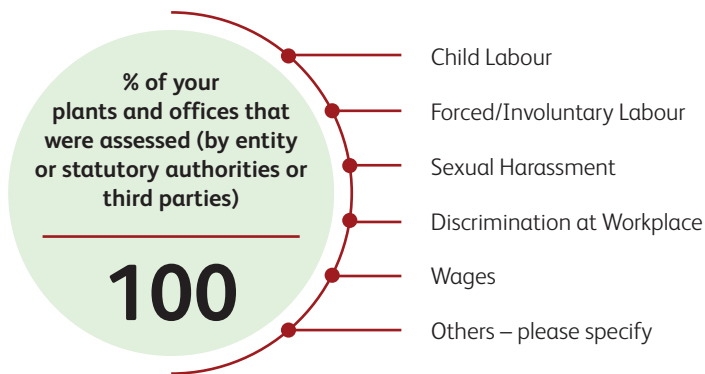 % of your
plants and offices that
were assessed (by entity
or statutory authorities or
third parties)
100
Child Labour
Forced/Involuntary Labour
Sexual Harassment
Discrimination at Workplace
Wages
Others – please specify